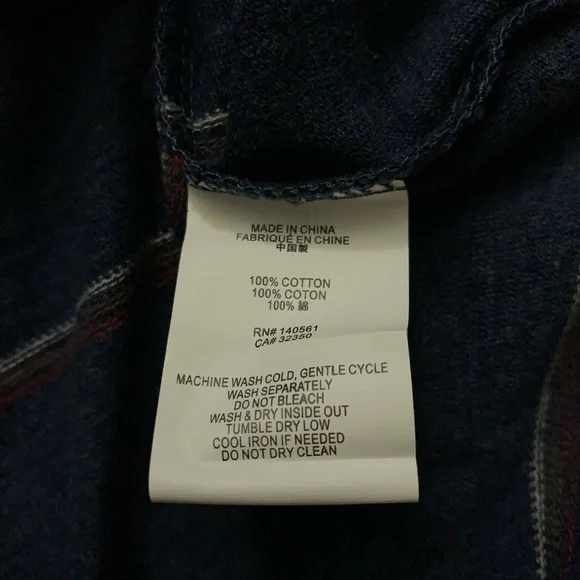 MADE IN CHINA
FABRIQUÉ EN CHINE
中国製
100% COTTON
100% COTON
100% 綿
RN# 140561
CA# 32350
MACHINE WASH COLD, GENTLE CYCLE
WASH SEPARATELY
DO NOT BLEACH
WASH & DRY INSIDE OUT
TUMBLE DRY LOW
COOL IRON IF NEEDED
DO NOT DRY CLEAN